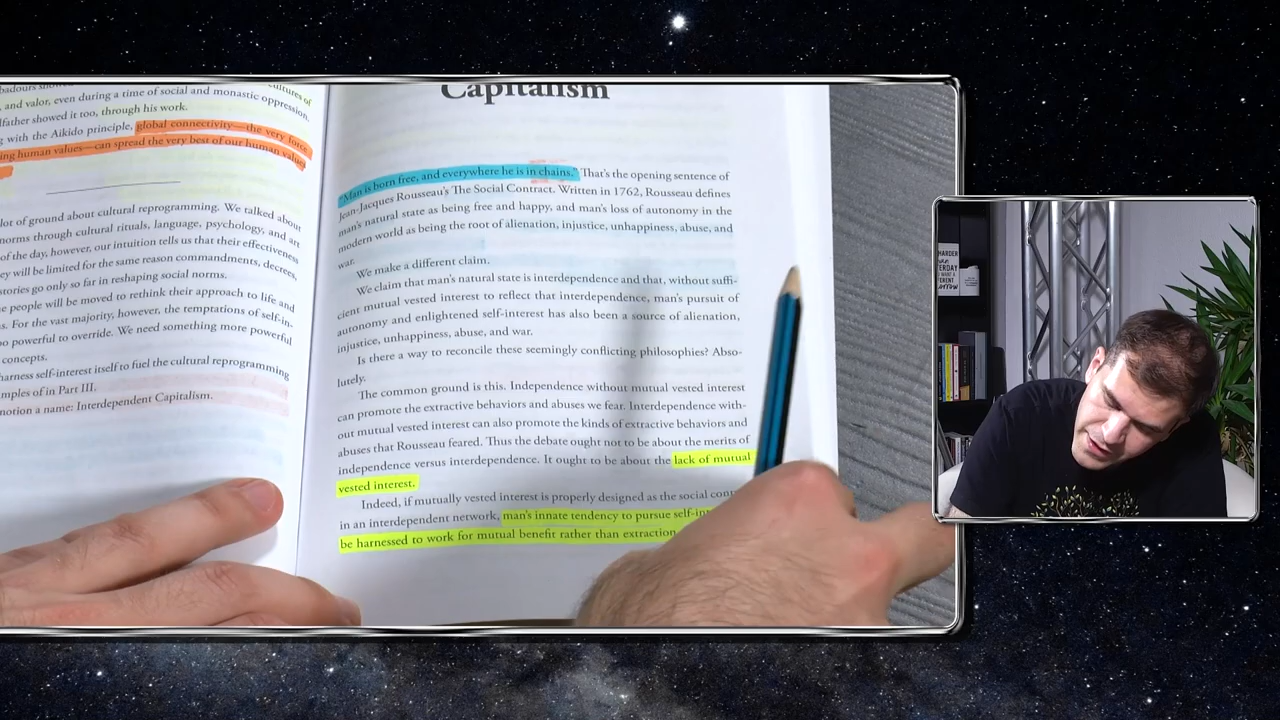 badours
cultures of
and valor, even during a time of social and monastic oppression.
lfather showed it too, through his work.
g with the Aikido principle, global connectivity—the very force
ing human values—can spread the very best of our human values
lot of ground about cultural reprogramming. We talked about
norms through cultural rituals, language, psychology, and art
of the day, however, our intuition tells us that their effectiveness
ey will be limited for the same reason commandments, decrees,
stories go only so far in reshaping social norms.
e people will be moved to rethink their approach to life and
s. For the vast majority, however, the temptations of self-in-
oo powerful to override. We need something more powerful
concepts.
harness self-interest itself to fuel the cultural reprogramming
mples of in Part III.
notion a name: Interdependent Capitalism.
Capitalism
"Man is born free, and everywhere he is in chains." That's the opening sentence of
Jean-Jacques Rousseau's The Social Contract. Written in 1762, Rousseau defines
man's natural state as being free and happy, and man's loss of autonomy in the
modern world as being the root of alienation, injustice, unhappiness, abuse, and
war.
We make a different claim.
We claim that man's natural state is interdependence and that, without suffi-
cient mutual vested interest to reflect that interdependence, man's pursuit of
autonomy and enlightened self-interest has also been a source of alienation,
injustice, unhappiness, abuse, and war.
Is there a way to reconcile these seemingly conflicting philosophies? Abso-
lutely.
The common ground is this. Independence without mutual vested interest
can promote the extractive behaviors and abuses we fear. Interdependence with-
out mutual vested interest can also promote the kinds of extractive behaviors and
abuses that Rousseau feared. Thus the debate ought not to be about the merits of
independence versus interdependence. It ought to be about the lack of mutual
vested interest.
Indeed, if mutually vested interest is properly designed as the social con
in an interdependent network, man's innate tendency to pursue self-in
be harnessed to work for mutual benefit rather than extraction
HARDER
YESTERDAY
WANT A
DIFFERENT